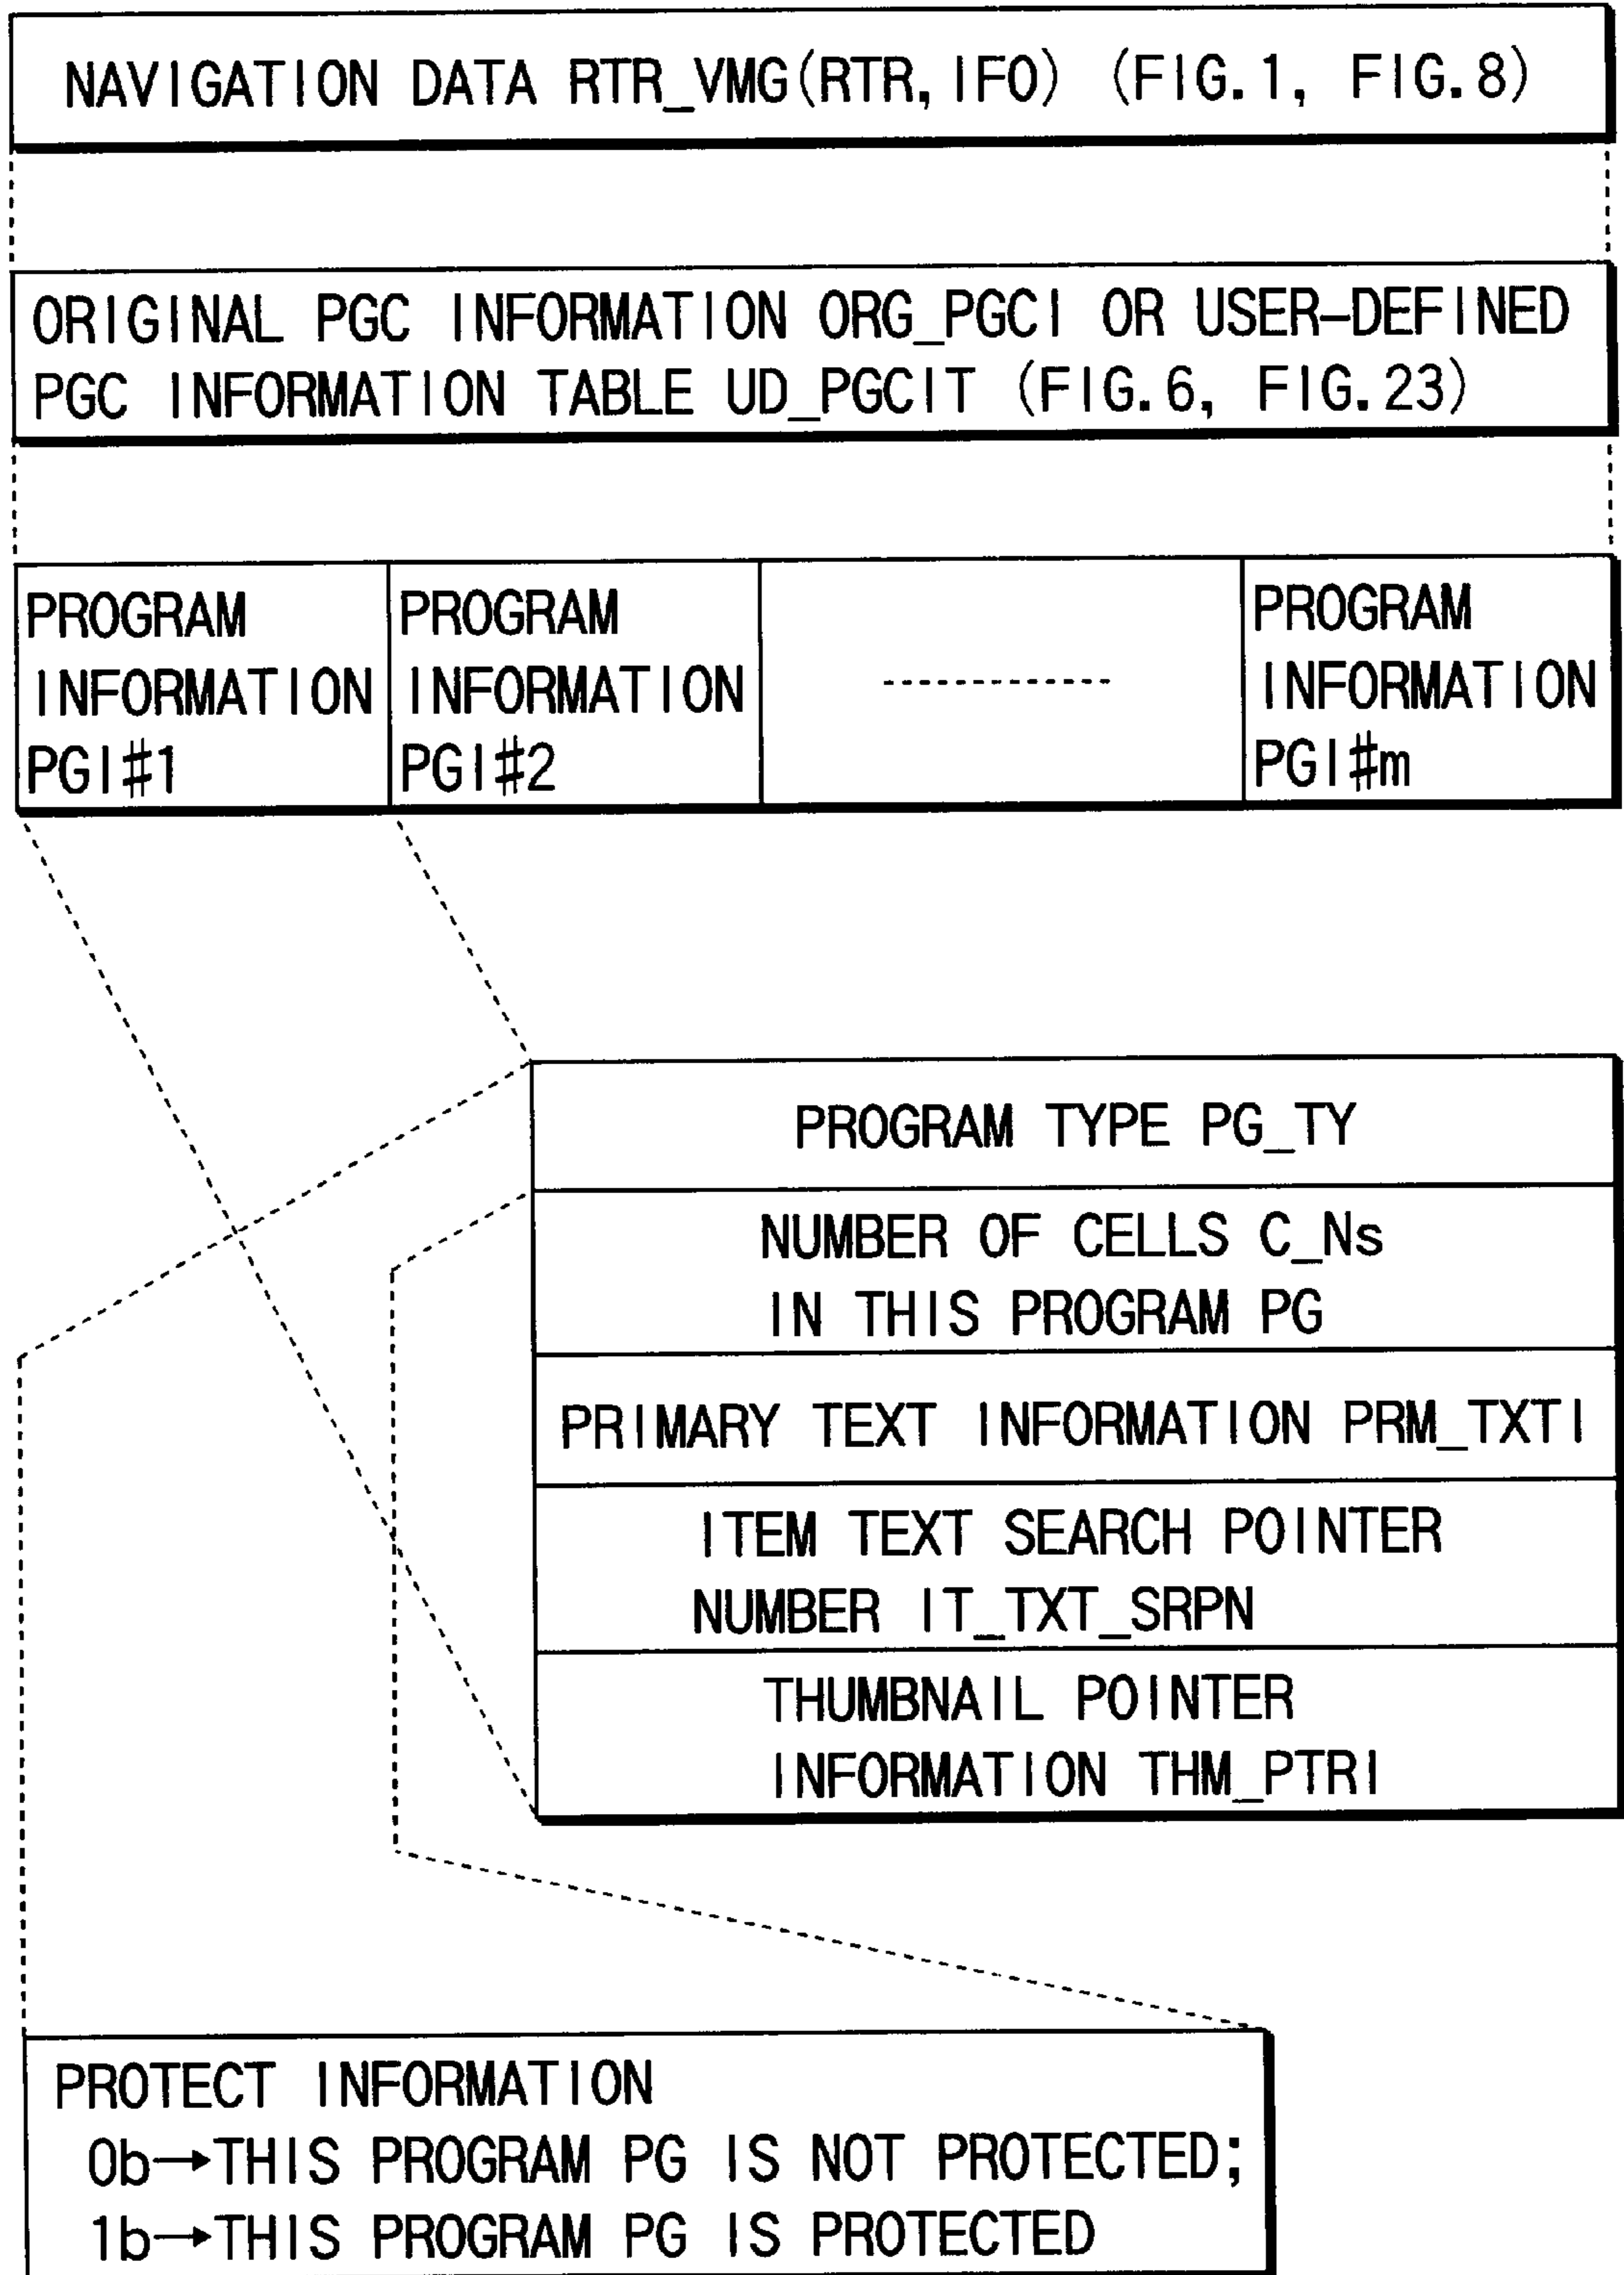 NAVIGATION DATA RTR_VMG(RTR, IFO) (FIG.1, FIG.8)
ORIGINAL PGC INFORMATION ORG_PGCI OR USER-DEFINED
PGC INFORMATION TABLE UD_PGCIT (FIG.6, FIG.23)
PROGRAM
INFORMATION
PGI#1
PROGRAM
INFORMATION
PGI#2
PROGRAM
INFORMATION
PGI#m
PROGRAM TYPE PG_TY
NUMBER OF CELLS C_Ns
IN THIS PROGRAM PG
PRIMARY TEXT INFORMATION PRM_TXTI
ITEM TEXT SEARCH POINTER
NUMBER IT_TXT_SRPN
THUMBNAIL POINTER
INFORMATION THM_PTRI
PROTECT INFORMATION
0b→THIS PROGRAM PG IS NOT PROTECTED;
1b→THIS PROGRAM PG IS PROTECTED